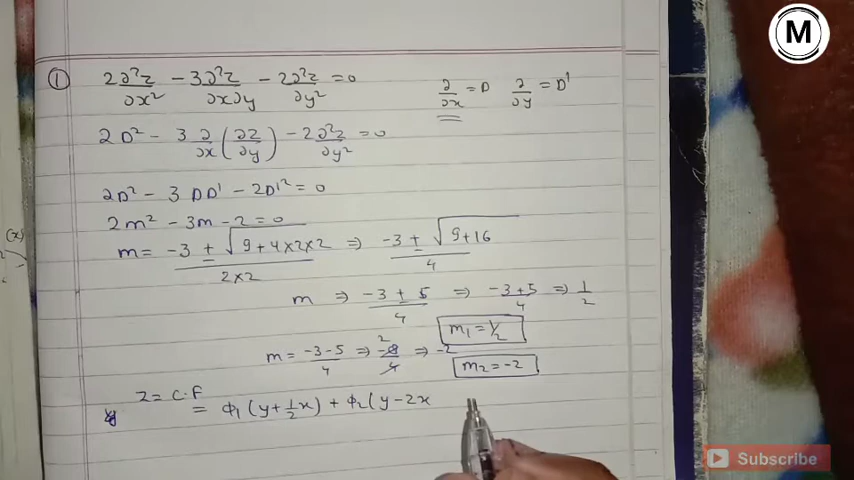 M
① 2∂²z/∂x² - 3∂²z/∂x∂y - 2∂²z/∂y² = 0
∂/∂x = D ∂/∂y = D'
2D² - 3 ∂/∂x (∂z/∂y) - 2∂²z/∂y² = 0
2D² - 3 DD' - 2D'² = 0
2m² - 3m - 2 = 0
m = -3 ± √9+4×2×2 / 2×2 ⇒ -3 ± √9+16 / 4
m ⇒ -3 ± 5 / 4 ⇒ -3+5 / 4 ⇒ 1/2
m₁ = 1/2
m = -3-5 / 4 ⇒ -8 / 4 2 ⇒ -2
m₂ = -2
Z = C.F
= Φ₁ (y + 1/2 x) + Φ₂ (y - 2x
(x)
Subscribe